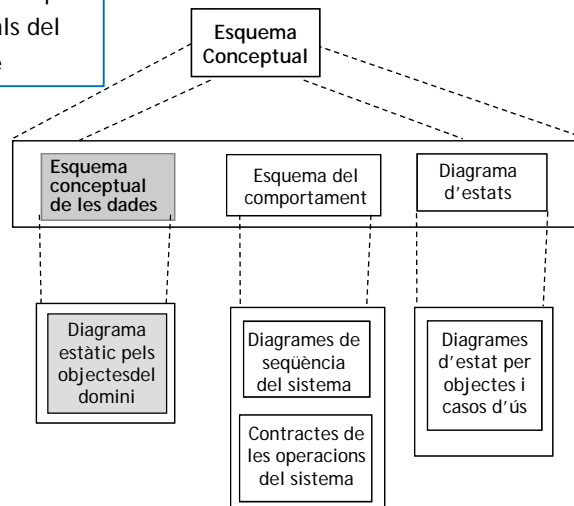 als del
Esquema
Conceptual
Esquema
conceptual
de les dades
Esquema del
comportament
Diagrama
d'estats
Diagrama
estàtic pels
objectesdel
domini
Diagrames de
seqüència
del sistema
Contractes de
les operacions
del sistema
Diagrames
d'estat per
objectes i
casos d'ús